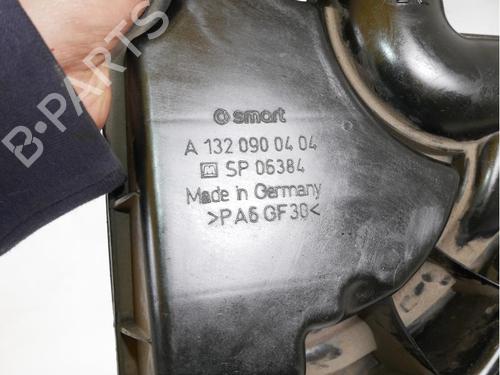 smart
A 132 090 04 04
SP 06384
Made in Germany
>PA6 GF30<
B-PARTS